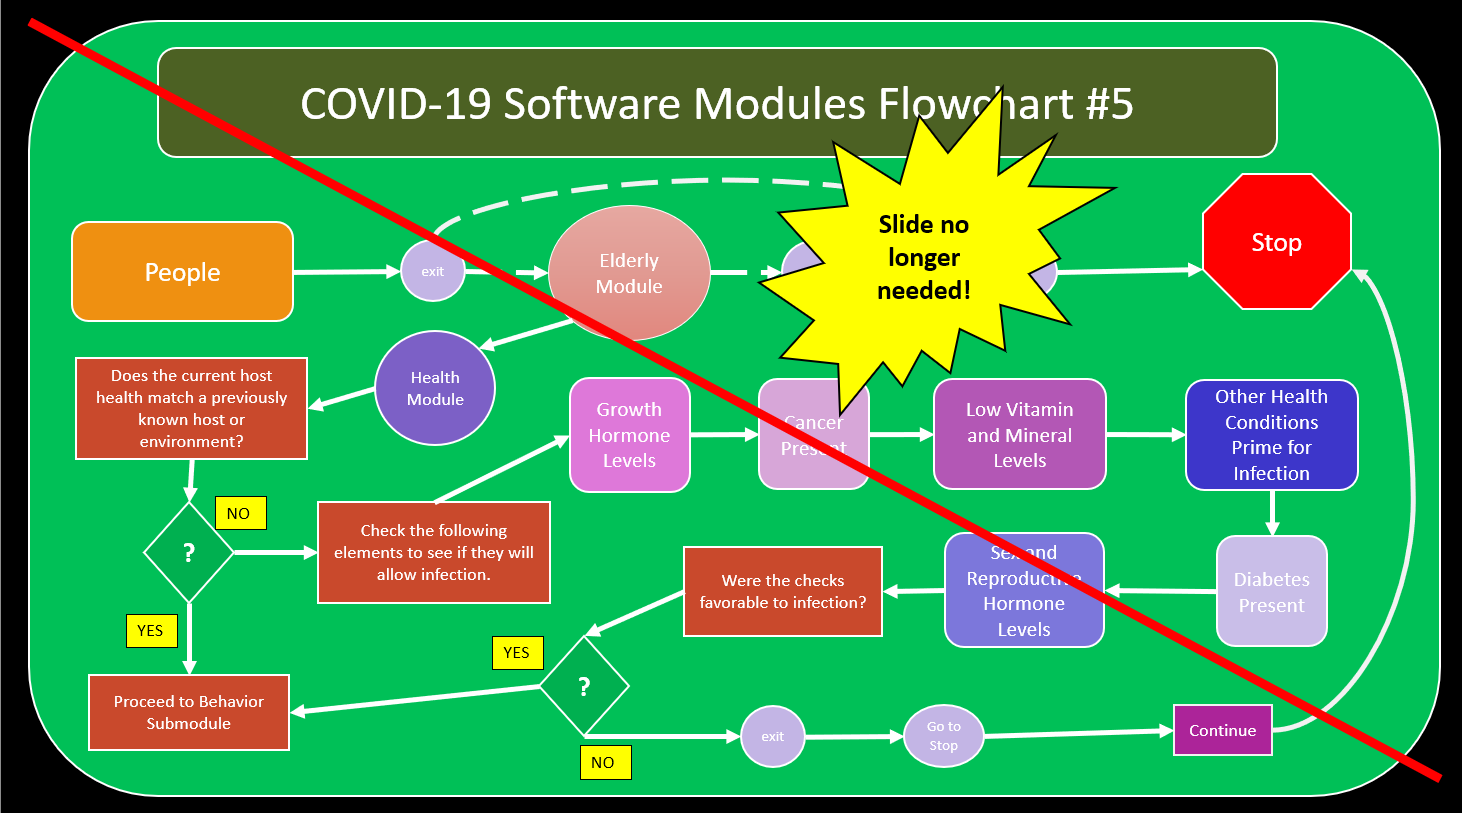 COVID-19 Software Modules Flowchart #5
Slide no
longer
needed!
People
exit
Elderly
Module
Stop
Health
Module
Does the current host
health match a previously
known host or
environment?
Growth
Hormone
Levels
Cancer
Present
Low Vitamin
and Mineral
Levels
Other Health
Conditions
Prime for
Infection
NO
?
Check the following
elements to see if they will
allow infection.
Were the checks
favorable to infection?
Sex and
Reproductive
Hormone
Levels
Diabetes
Present
YES
YES
?
Proceed to Behavior
Submodule
NO
exit
Go to
Stop
Continue